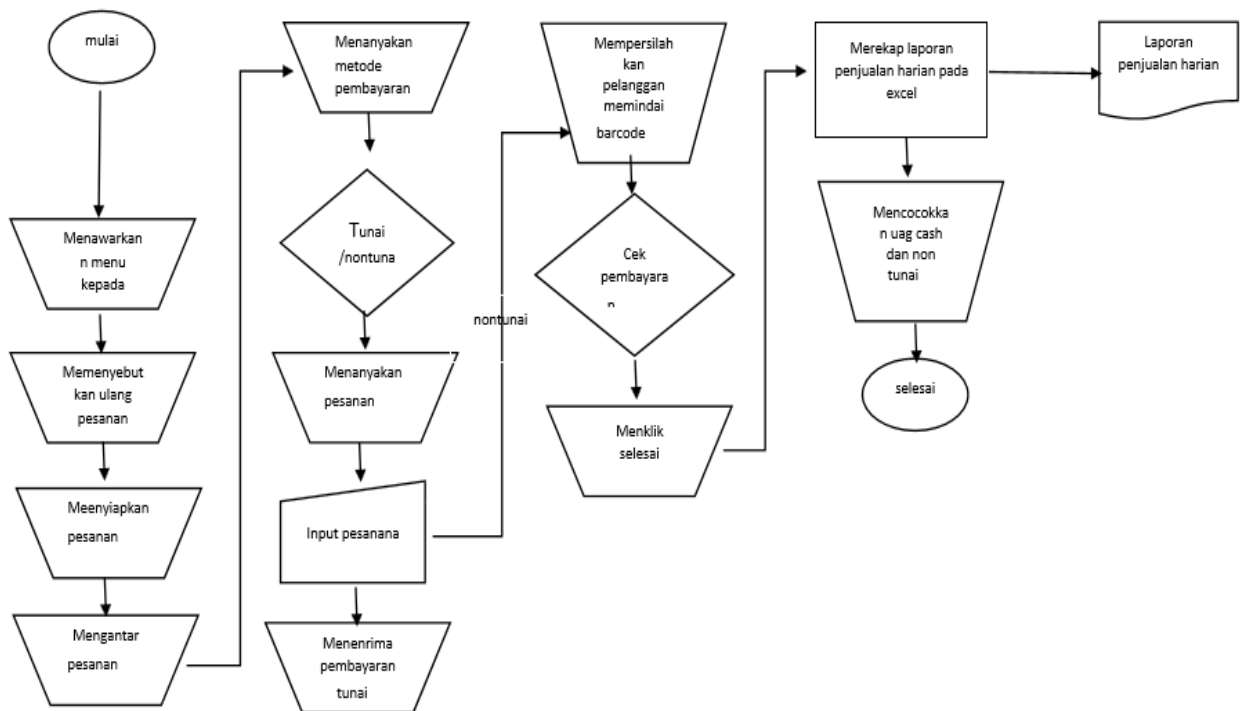 mulai
Menawarkan
n menu
kepada
Memenyebut
kan ulang
pesanan
Meenyiapkan
pesanan
Mengantar
pesanan
Menanyakan
metode
pembayaran
Tunai
/nontuna
Menanyakan
pesanan
Input pesanana
Menenrima
pembayaran
tunai
nontunai
Mempersilah
kan
pelanggan
memindai
barcode
Cek
pembayara
n
Menklik
selesai
Merekap laporan
penjualan harian pada
excel
Mencocokka
n uag cash
dan non
tunai
selesai
Laporan
penjualan harian